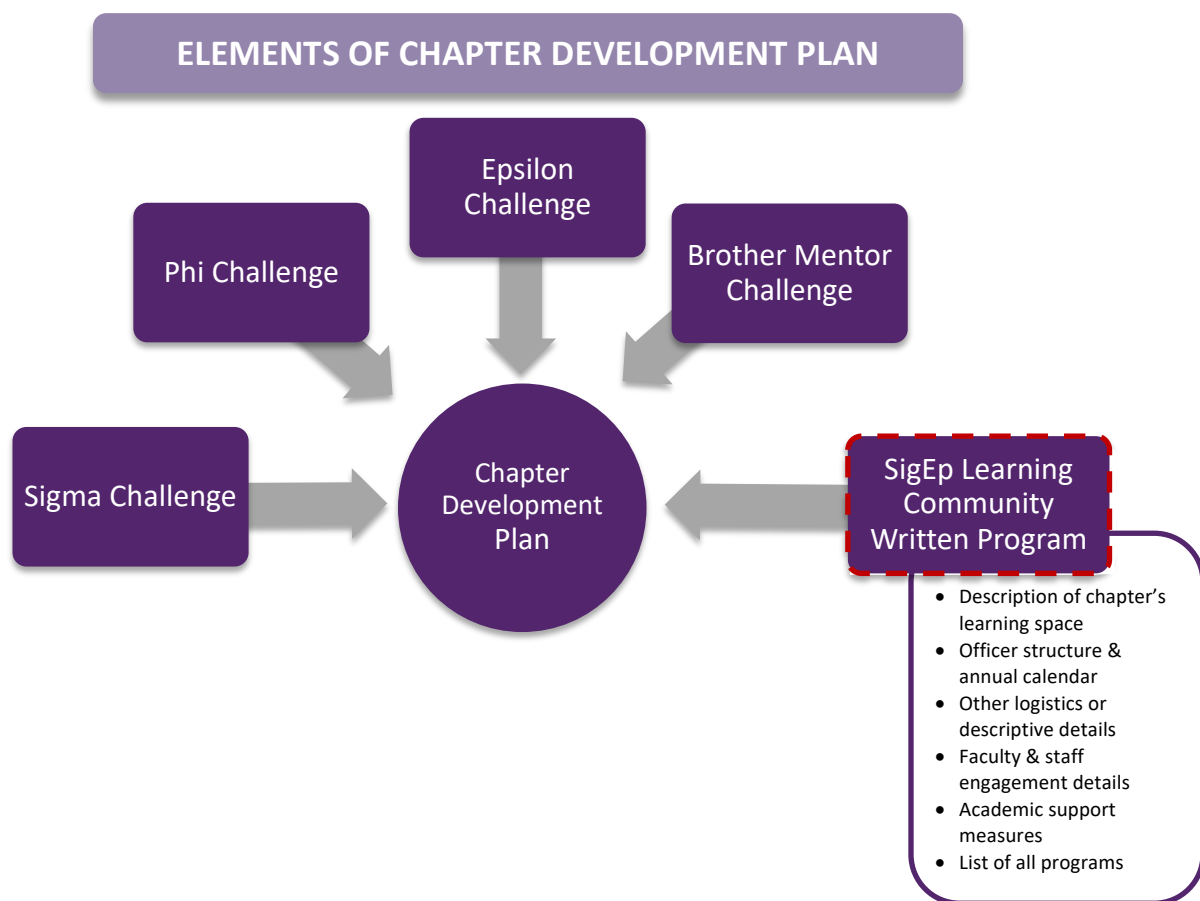 ELEMENTS OF CHAPTER DEVELOPMENT PLAN
Epsilon
Challenge
Phi Challenge
Brother Mentor
Challenge
Sigma Challenge
Chapter
Development
Plan
SigEp Learning
Community
Written Program
• Description of chapter’s
learning space
• Officer structure &
annual calendar
• Other logistics or
descriptive details
• Faculty & staff
engagement details
• Academic support
measures
• List of all programs